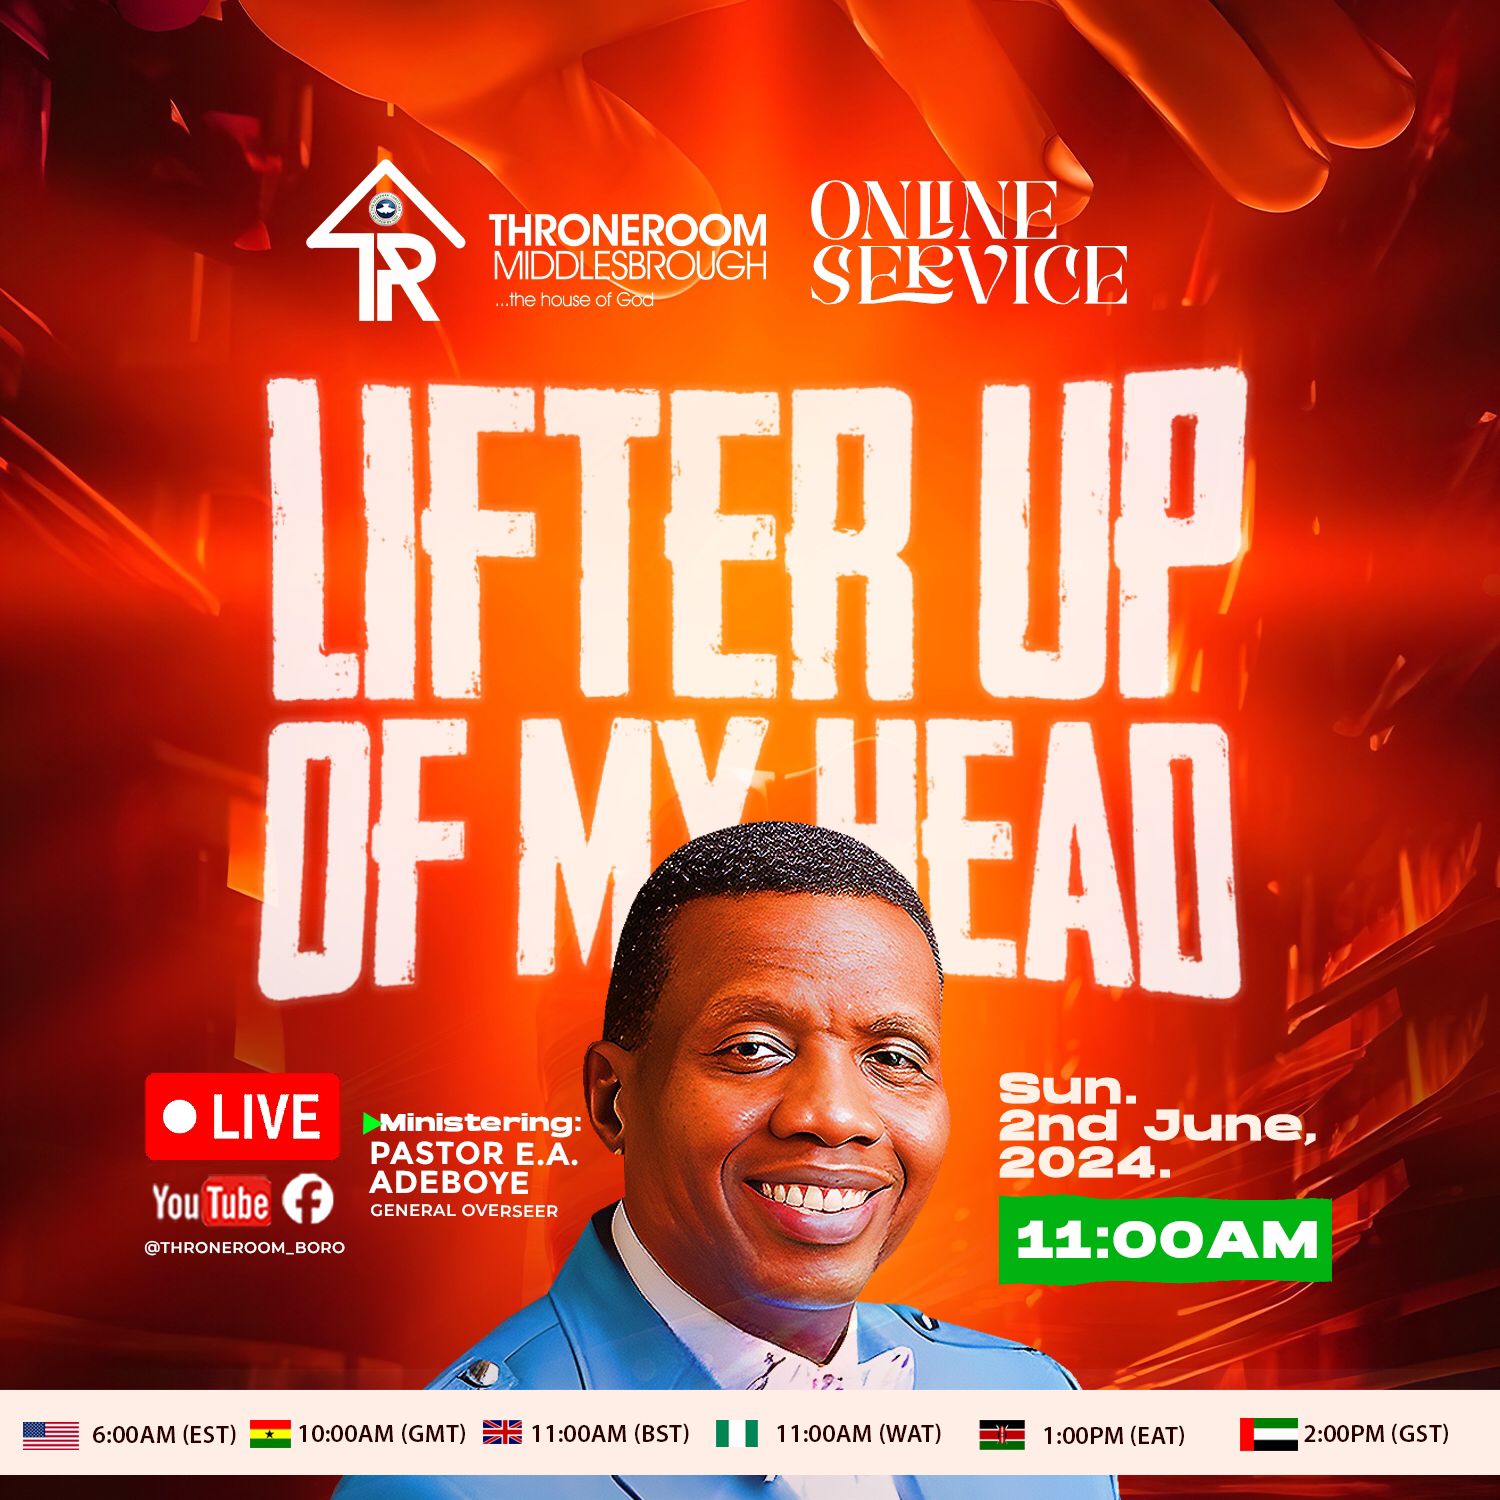 TR
THRONEROOM
MIDDLESBROUGH
...the house of God
ONLINE
SERVICE
LIFTER UP
OF MY HEAD
LIVE
YouTube
@THRONEROOM_BORO
Ministering:
PASTOR E.A.
ADEBOYE
GENERAL OVERSEER
Sun.
2nd June,
2024.
11:00AM
6:00AM (EST) 10:00AM (GMT) 11:00AM (BST) 11:00AM (WAT) 1:00PM (EAT) 2:00PM (GST)